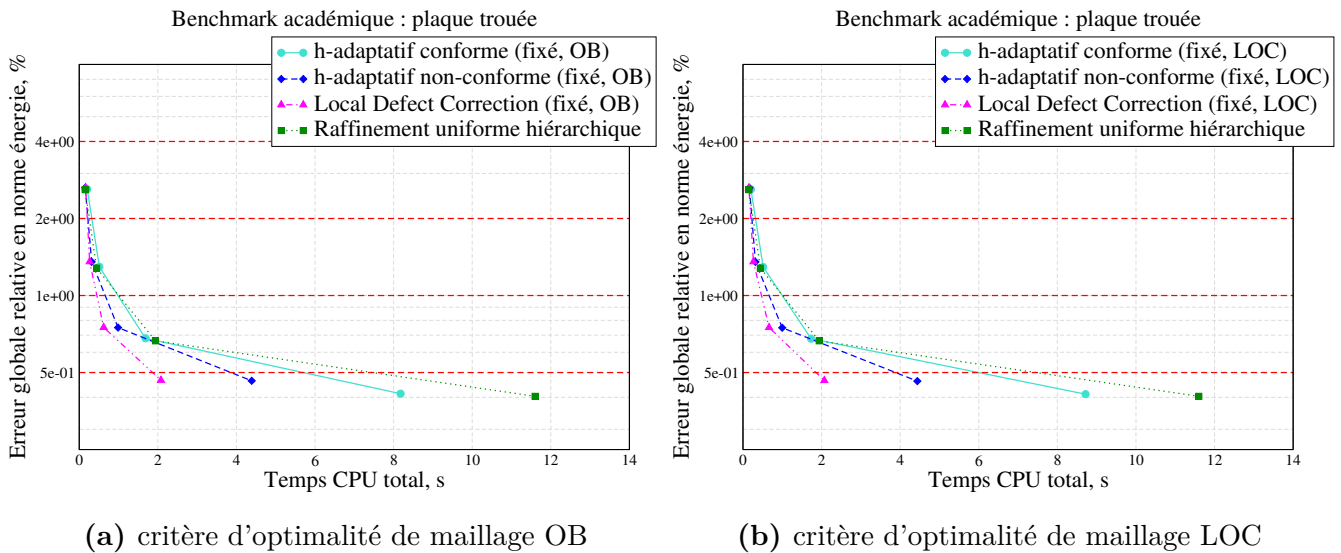 Benchmark académique : plaque trouée
h-adaptatif conforme (fixé, OB)
h-adaptatif non-conforme (fixé, OB)
Local Defect Correction (fixé, OB)
Raffinement uniforme hiérarchique
Erreur globale relative en norme énergie, %
4e+00
2e+00
1e+00
5e-01
0 2 4 6 8 10 12 14
Temps CPU total, s
(a) critère d'optimalité de maillage OB
Benchmark académique : plaque trouée
h-adaptatif conforme (fixé, LOC)
h-adaptatif non-conforme (fixé, LOC)
Local Defect Correction (fixé, LOC)
Raffinement uniforme hiérarchique
Erreur globale relative en norme énergie, %
4e+00
2e+00
1e+00
5e-01
0 2 4 6 8 10 12 14
Temps CPU total, s
(b) critère d'optimalité de maillage LOC